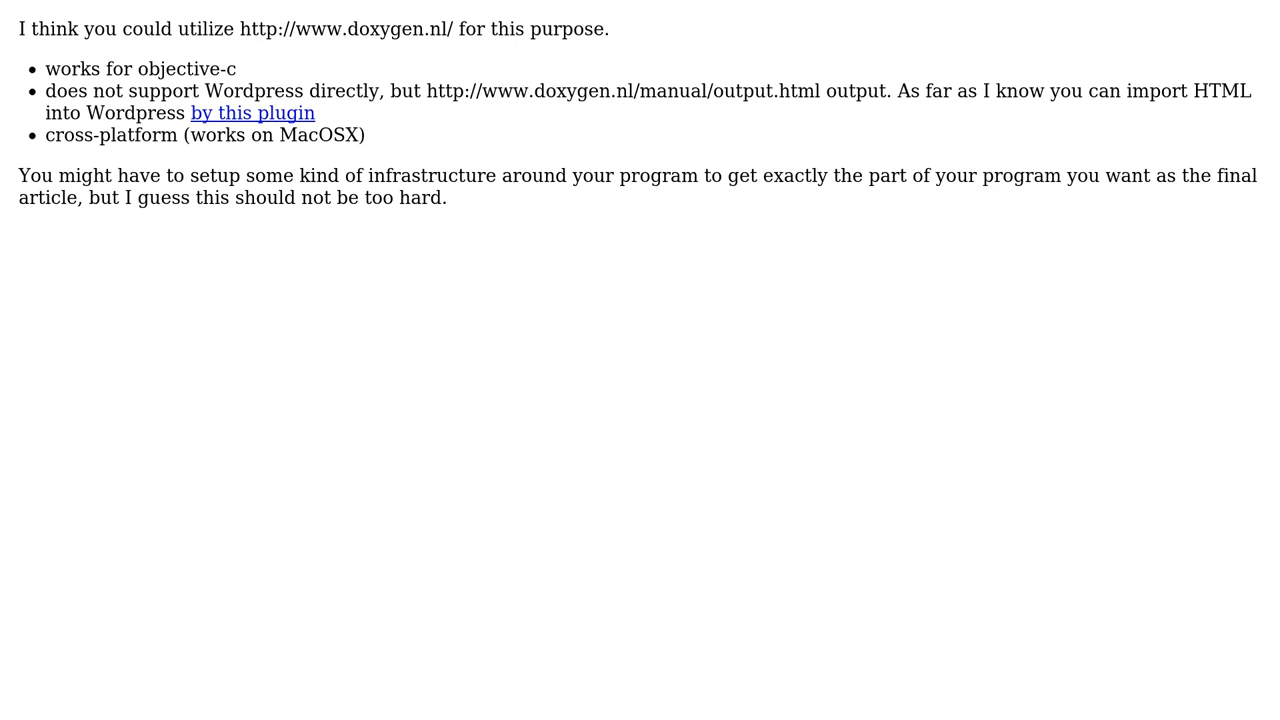 I think you could utilize http://www.doxygen.nl/ for this purpose.
works for objective-c
does not support Wordpress directly, but http://www.doxygen.nl/manual/output.html output. As far as I know you can import HTML
into Wordpress by this plugin
cross-platform (works on MacOSX)
You might have to setup some kind of infrastructure around your program to get exactly the part of your program you want as the final
article, but I guess this should not be too hard.